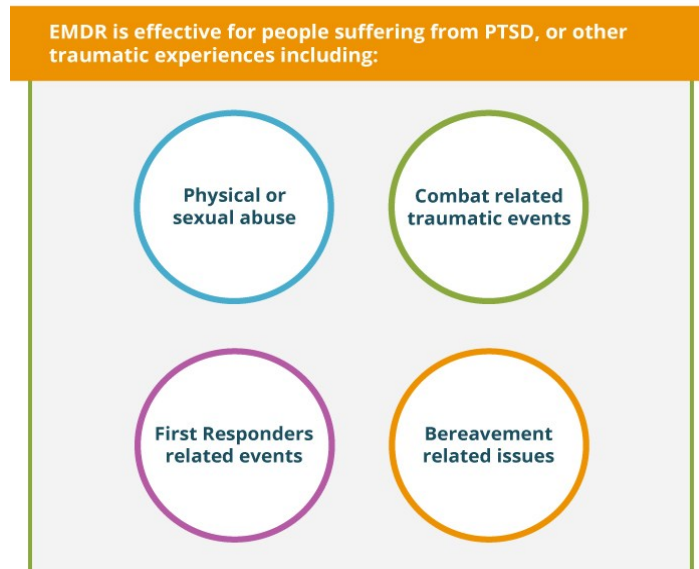 EMDR is effective for people suffering from PTSD, or other
traumatic experiences including:
Physical or
sexual abuse
Combat related
traumatic events
First Responders
related events
Bereavement
related issues